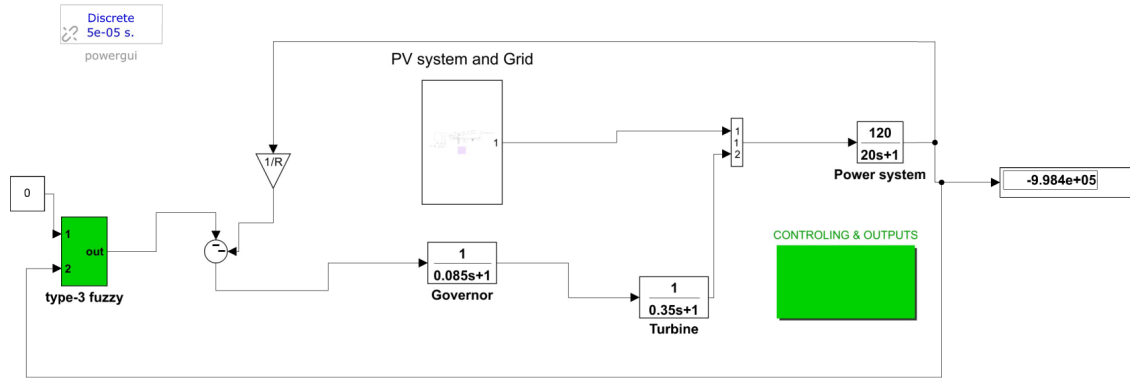 Discrete
5e-05 s.
powergui
PV system and Grid
1
1/R
0
1
2
out
type-3 fuzzy
1
1
2
120
20s+1
Power system
-9.984e+05
CONTROLING & OUTPUTS
1
0.085s+1
Governor
1
0.35s+1
Turbine